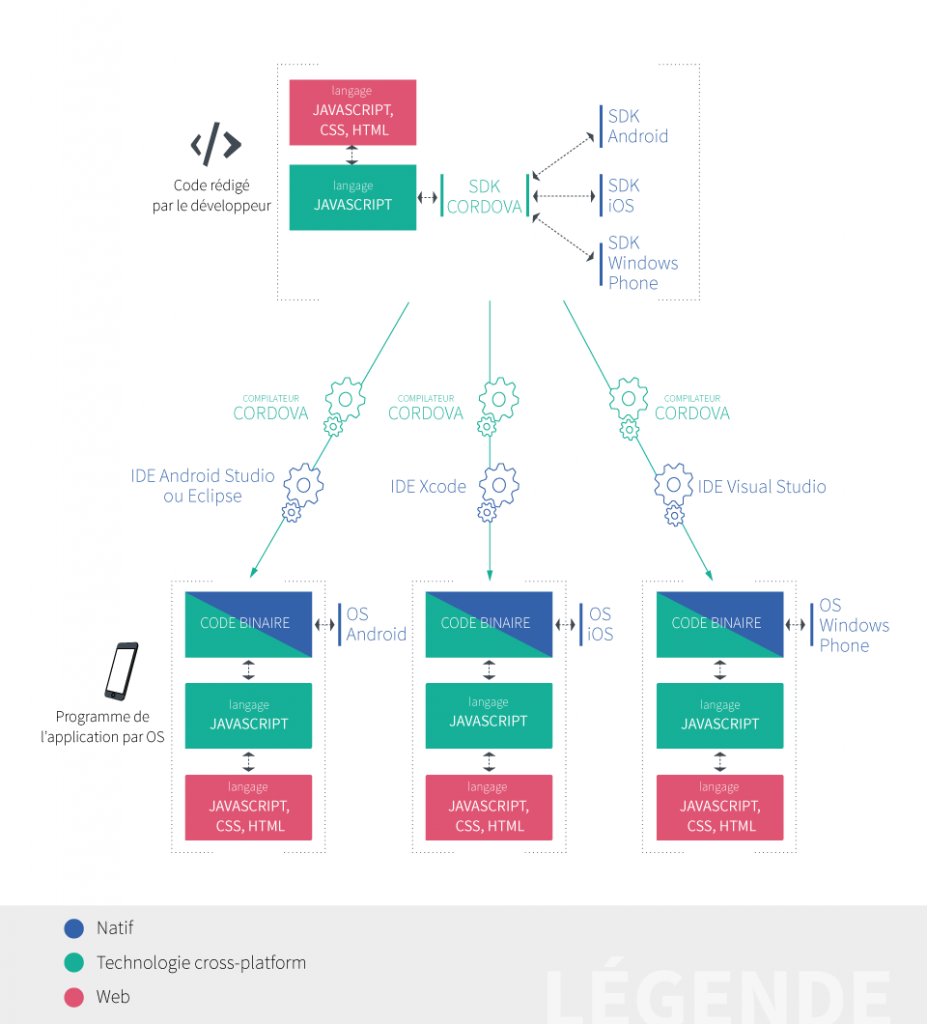 langage
JAVASCRIPT,
CSS, HTML
Code rédigé
par le développeur
langage
JAVASCRIPT
SDK
CORDOVA
SDK
Android
SDK
iOS
SDK
Windows
Phone
COMPILATEUR
CORDOVA
COMPILATEUR
CORDOVA
COMPILATEUR
CORDOVA
IDE Android Studio
ou Eclipse
IDE Xcode
IDE Visual Studio
CODE BINAIRE
OS
Android
CODE BINAIRE
OS
iOS
CODE BINAIRE
OS
Windows
Phone
Programme de
l'application par OS
langage
JAVASCRIPT
langage
JAVASCRIPT
langage
JAVASCRIPT
langage
JAVASCRIPT,
CSS, HTML
langage
JAVASCRIPT,
CSS, HTML
langage
JAVASCRIPT,
CSS, HTML
Natif
Technologie cross-platform
Web
LÉGENDE